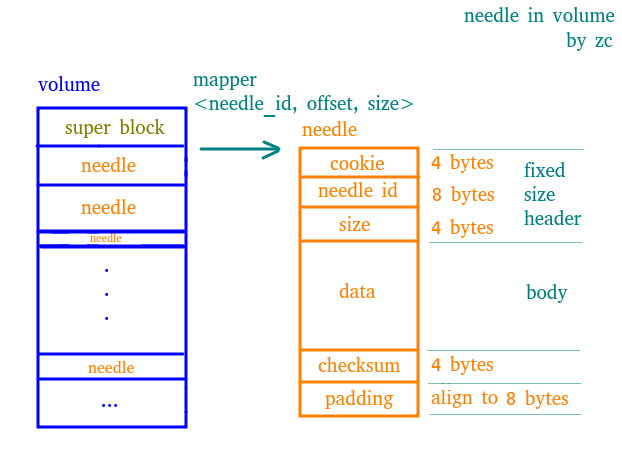 needle in volume
by zc
volume
mapper
<needle_id, offset, size>
super block
needle
needle
needle
.
.
.
needle
...
needle
cookie
4 bytes
needle id
8 bytes
size
4 bytes
fixed
size
header
data
body
checksum
4 bytes
padding
align to 8 bytes